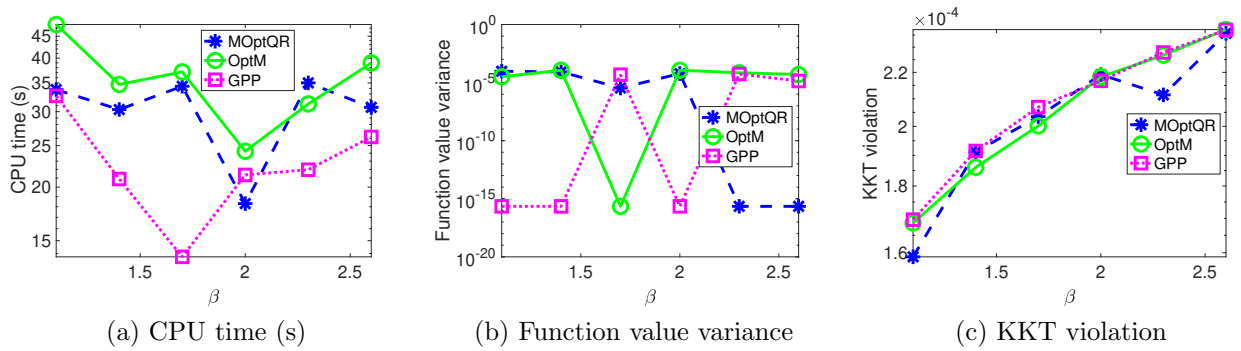 CPU time (s)
45
40
35
30
25
20
15
1.5
2
2.5
β
MOptQR
OptM
GPP
(a) CPU time (s)
Function value variance
10^0
10^-5
10^-10
10^-15
10^-20
1.5
2
2.5
β
MOptQR
OptM
GPP
(b) Function value variance
×10^-4
KKT violation
2.2
2
1.8
1.6
1.5
2
2.5
β
MOptQR
OptM
GPP
(c) KKT violation